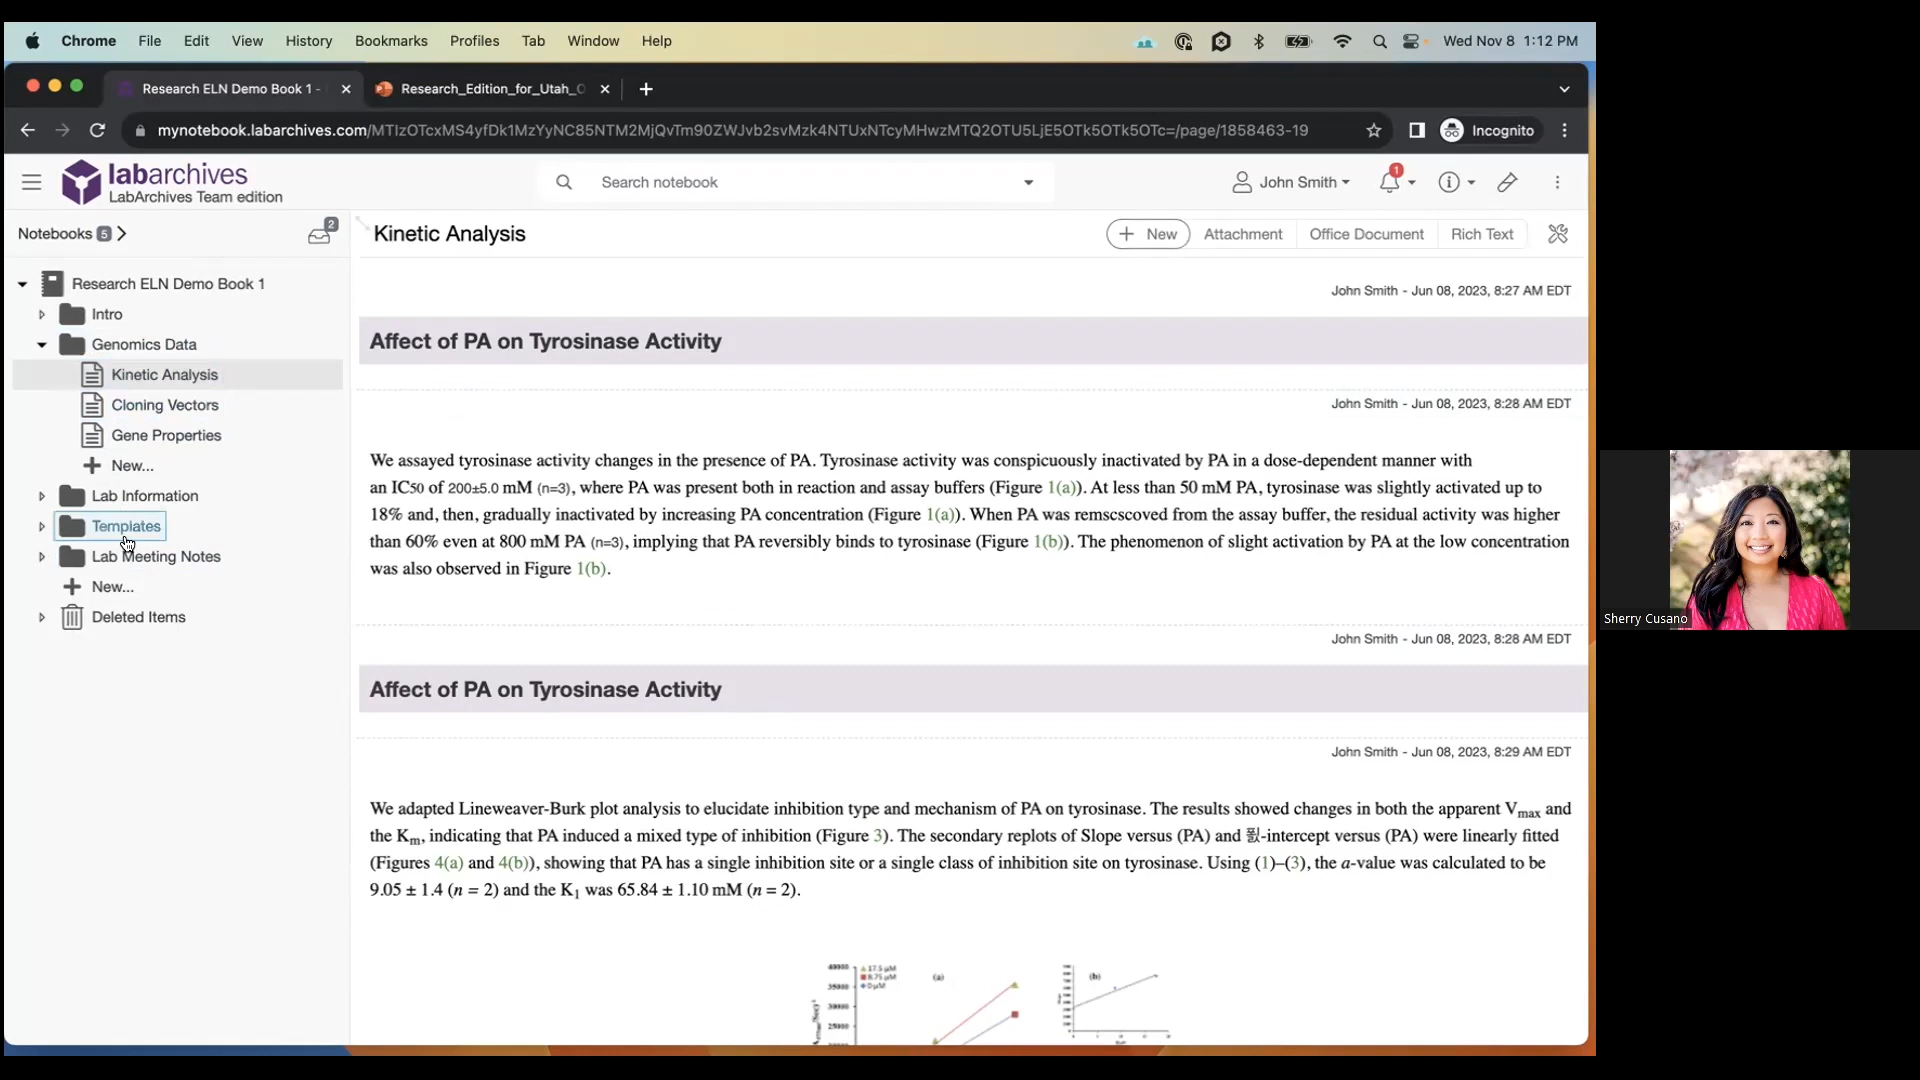 Chrome File Edit View History Bookmarks Profiles Tab Window Help Wed Nov 8 1:12 PM
Research ELN Demo Book 1 - Research_Edition_for_Utah_
mynotebook.labarchives.com/MTIzOTcxMS4yfDk1MzYyNC85NTM2MjQvTm90ZWJvb2svMzk4NTUxNTcyMHwzMTQ2OTU5LjE5OTk5OTk5OTc=/page/1858463-19 Incognito
labarchives
LabArchives Team edition
Search notebook
John Smith
1
Notebooks 5
2
Kinetic Analysis
New Attachment Office Document Rich Text
Research ELN Demo Book 1
Intro
Genomics Data
Kinetic Analysis
Cloning Vectors
Gene Properties
New...
Lab Information
Templates
Lab Meeting Notes
New...
Deleted Items
John Smith - Jun 08, 2023, 8:27 AM EDT
Affect of PA on Tyrosinase Activity
John Smith - Jun 08, 2023, 8:28 AM EDT
We assayed tyrosinase activity changes in the presence of PA. Tyrosinase activity was conspicuously inactivated by PA in a dose-dependent manner with
an IC50 of 200±5.0 mM (n=3), where PA was present both in reaction and assay buffers (Figure 1(a)). At less than 50 mM PA, tyrosinase was slightly activated up to
18% and, then, gradually inactivated by increasing PA concentration (Figure 1(a)). When PA was remscscoved from the assay buffer, the residual activity was higher
than 60% even at 800 mM PA (n=3), implying that PA reversibly binds to tyrosinase (Figure 1(b)). The phenomenon of slight activation by PA at the low concentration
was also observed in Figure 1(b).
John Smith - Jun 08, 2023, 8:28 AM EDT
Affect of PA on Tyrosinase Activity
John Smith - Jun 08, 2023, 8:29 AM EDT
We adapted Lineweaver-Burk plot analysis to elucidate inhibition type and mechanism of PA on tyrosinase. The results showed changes in both the apparent Vmax and
the Km, indicating that PA induced a mixed type of inhibition (Figure 3). The secondary replots of Slope versus (PA) and -intercept versus (PA) were linearly fitted
(Figures 4(a) and 4(b)), showing that PA has a single inhibition site or a single class of inhibition site on tyrosinase. Using (1)–(3), the a-value was calculated to be
9.05 ± 1.4 (n = 2) and the K1 was 65.84 ± 1.10 mM (n = 2).
40000
35000
30000
25000
17.5 µM
8.75 µM
0 µM
(a)
(b)
Sherry Cusano